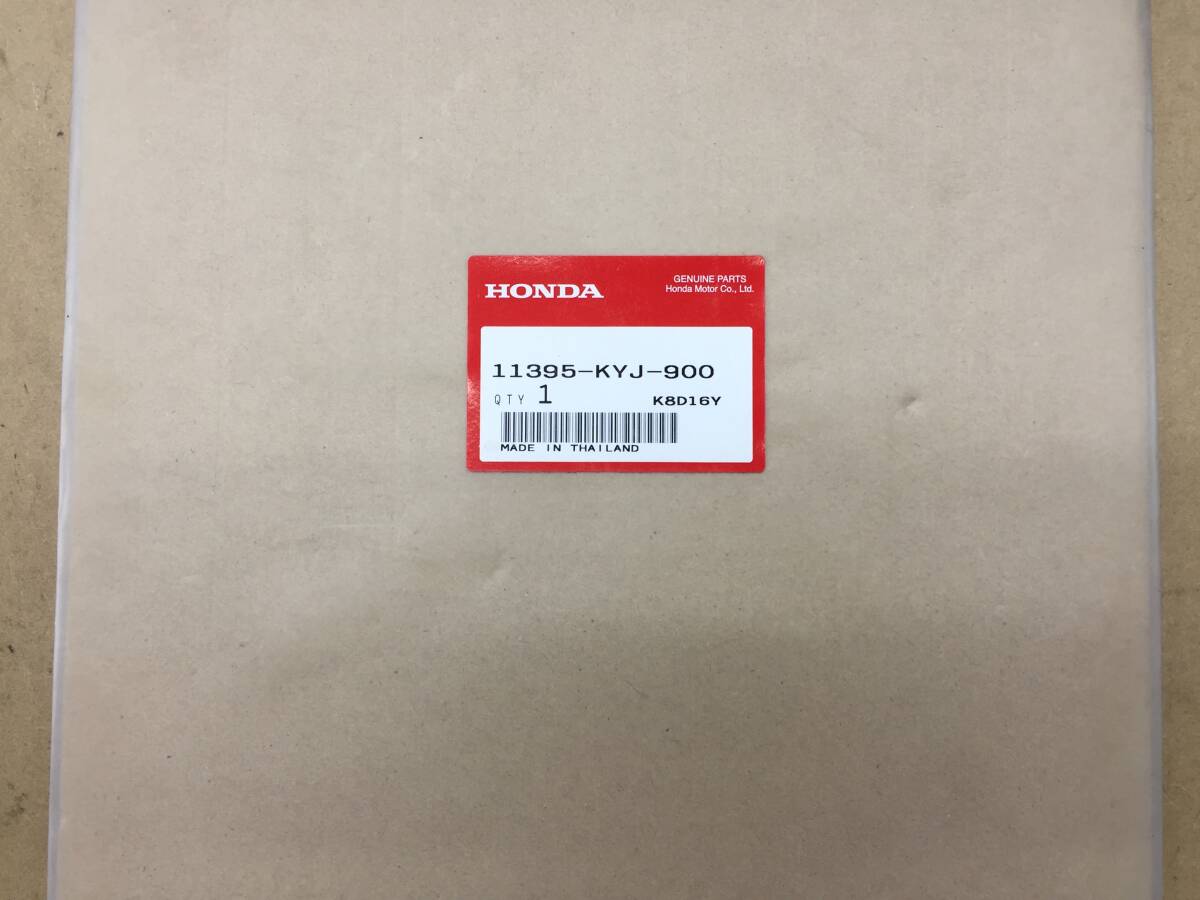 HONDA
GENUINE PARTS
Honda Motor Co., Ltd.
11395-KYJ-900
QTY 1 K8D16Y
MADE IN THAILAND